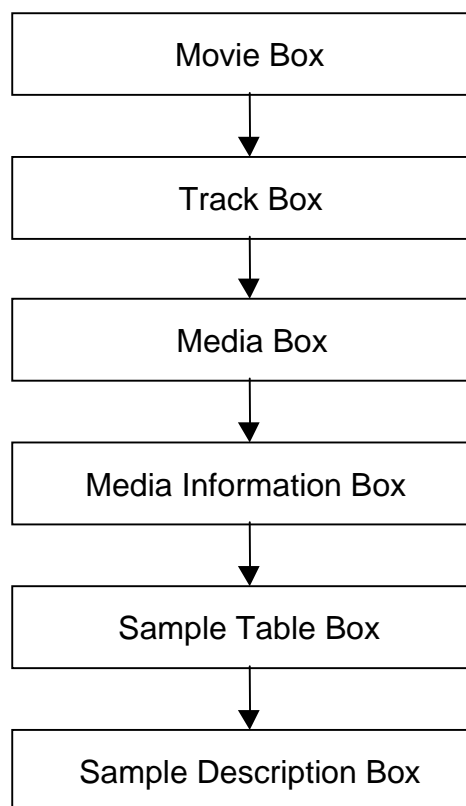 Movie Box
Track Box
Media Box
Media Information Box
Sample Table Box
Sample Description Box